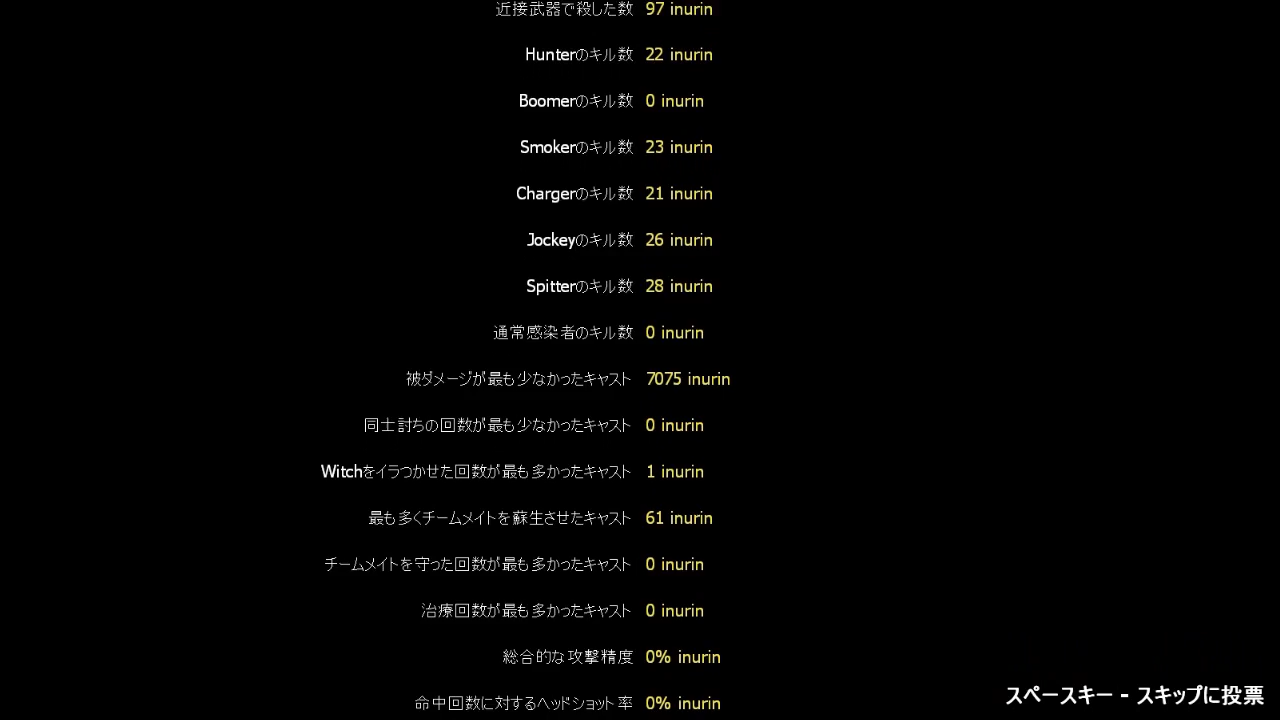 近接武器で殺した数 97 inurin
Hunterのキル数 22 inurin
Boomerのキル数 0 inurin
Smokerのキル数 23 inurin
Chargerのキル数 21 inurin
Jockeyのキル数 26 inurin
Spitterのキル数 28 inurin
通常感染者のキル数 0 inurin
被ダメージが最も少なかったキャスト 7075 inurin
同士討ちの回数が最も少なかったキャスト 0 inurin
Witchをイラつかせた回数が最も多かったキャスト 1 inurin
最も多くチームメイトを蘇生させたキャスト 61 inurin
チームメイトを守った回数が最も多かったキャスト 0 inurin
治療回数が最も多かったキャスト 0 inurin
総合的な攻撃精度 0% inurin
命中回数に対するヘッドショット率 0% inurin
スペースキー - スキップに投票